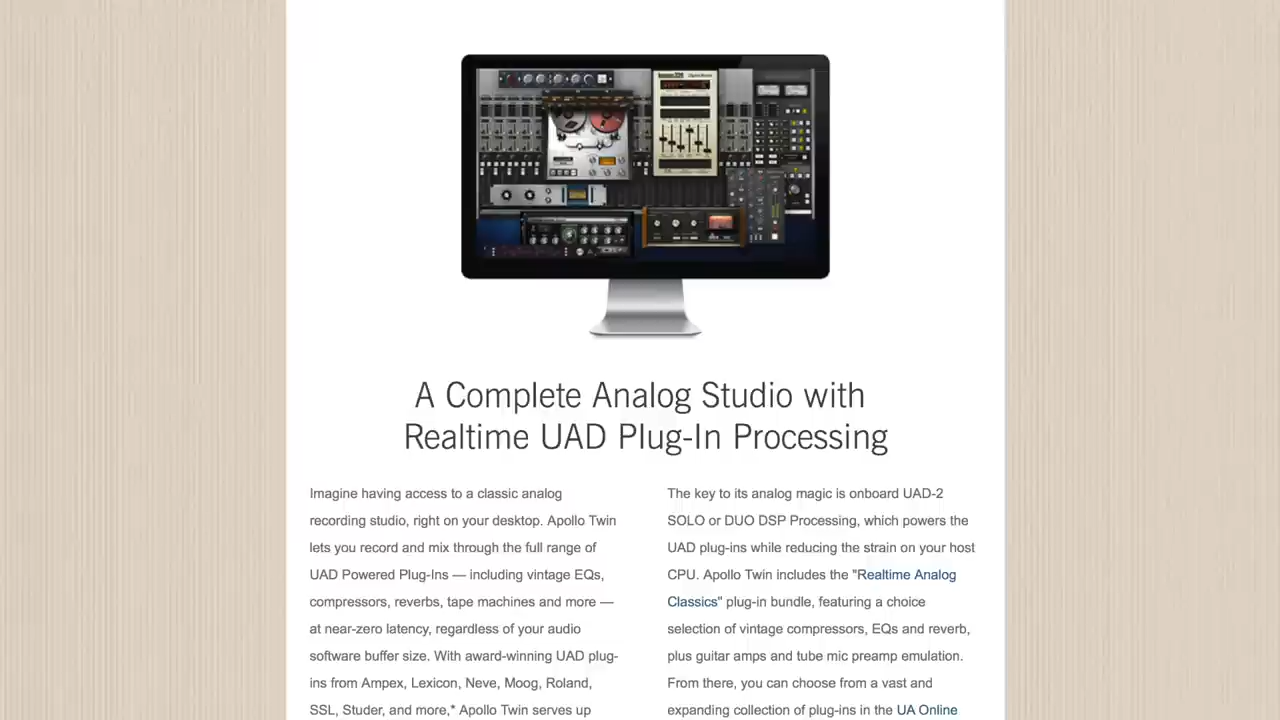 A Complete Analog Studio with
Realtime UAD Plug-In Processing
Imagine having access to a classic analog
recording studio, right on your desktop. Apollo Twin
lets you record and mix through the full range of
UAD Powered Plug-Ins — including vintage EQs,
compressors, reverbs, tape machines and more —
at near-zero latency, regardless of your audio
software buffer size. With award-winning UAD plug-
ins from Ampex, Lexicon, Neve, Moog, Roland,
SSL, Studer, and more,* Apollo Twin serves up
The key to its analog magic is onboard UAD-2
SOLO or DUO DSP Processing, which powers the
UAD plug-ins while reducing the strain on your host
CPU. Apollo Twin includes the "Realtime Analog
Classics" plug-in bundle, featuring a choice
selection of vintage compressors, EQs and reverb,
plus guitar amps and tube mic preamp emulation.
From there, you can choose from a vast and
expanding collection of plug-ins in the UA Online